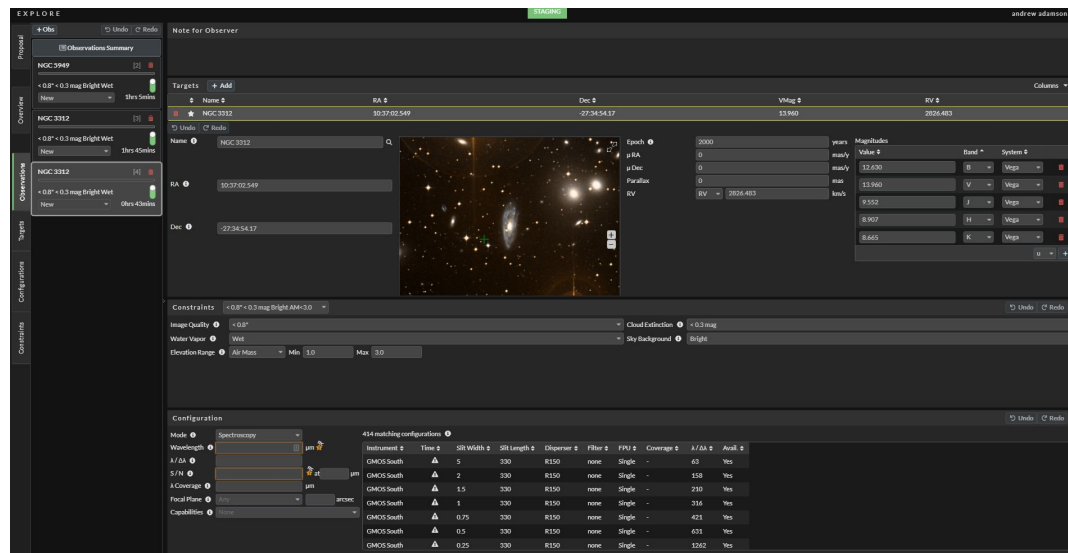 EXPLORE STAGING andrew adamson
+ Obs Undo Redo
Observations Summary
NGC 5949 [2]
< 0.8" < 0.3 mag Bright Wet
New 1hrs 5mins
NGC 3312 [3]
< 0.8" < 0.3 mag Bright Wet
New 1hrs 45mins
NGC 3312 [4]
< 0.8" < 0.3 mag Bright Wet
New 0hrs 43mins
Proposal
Overview
Observations
Targets
Configurations
Constraints
Note for Observer
Targets + Add Columns
Name RA Dec VMag RV
NGC 3312 10:37:02.549 -27:34:54.17 13.960 2826.483
Undo Redo
Name NGC 3312
RA 10:37:02.549
Dec -27:34:54.17
+
−
Epoch 2000 years
μ RA 0 mas/y
μ Dec 0 mas/y
Parallax 0 mas
RV RV 2826.483 km/s
Magnitudes
Value Band System
12.630 B Vega
13.960 V Vega
9.552 J Vega
8.907 H Vega
8.665 K Vega
u +
Constraints < 0.8" < 0.3 mag Bright AM<3.0 Undo Redo
Image Quality < 0.8" Cloud Extinction < 0.3 mag
Water Vapor Wet Sky Background Bright
Elevation Range Air Mass Min 1.0 Max 3.0
Configuration Undo Redo
Mode Spectroscopy
Wavelength μm
λ / Δλ
S / N at μm
λ Coverage μm
Focal Plane Any arcsec
Capabilities None
414 matching configurations
Instrument Time Slit Width Slit Length Disperser Filter FPU Coverage λ / Δλ Avail.
GMOS South 5 330 R150 none Single - 63 Yes
GMOS South 2 330 R150 none Single - 158 Yes
GMOS South 1.5 330 R150 none Single - 210 Yes
GMOS South 1 330 R150 none Single - 316 Yes
GMOS South 0.75 330 R150 none Single - 421 Yes
GMOS South 0.5 330 R150 none Single - 631 Yes
GMOS South 0.25 330 R150 none Single - 1262 Yes